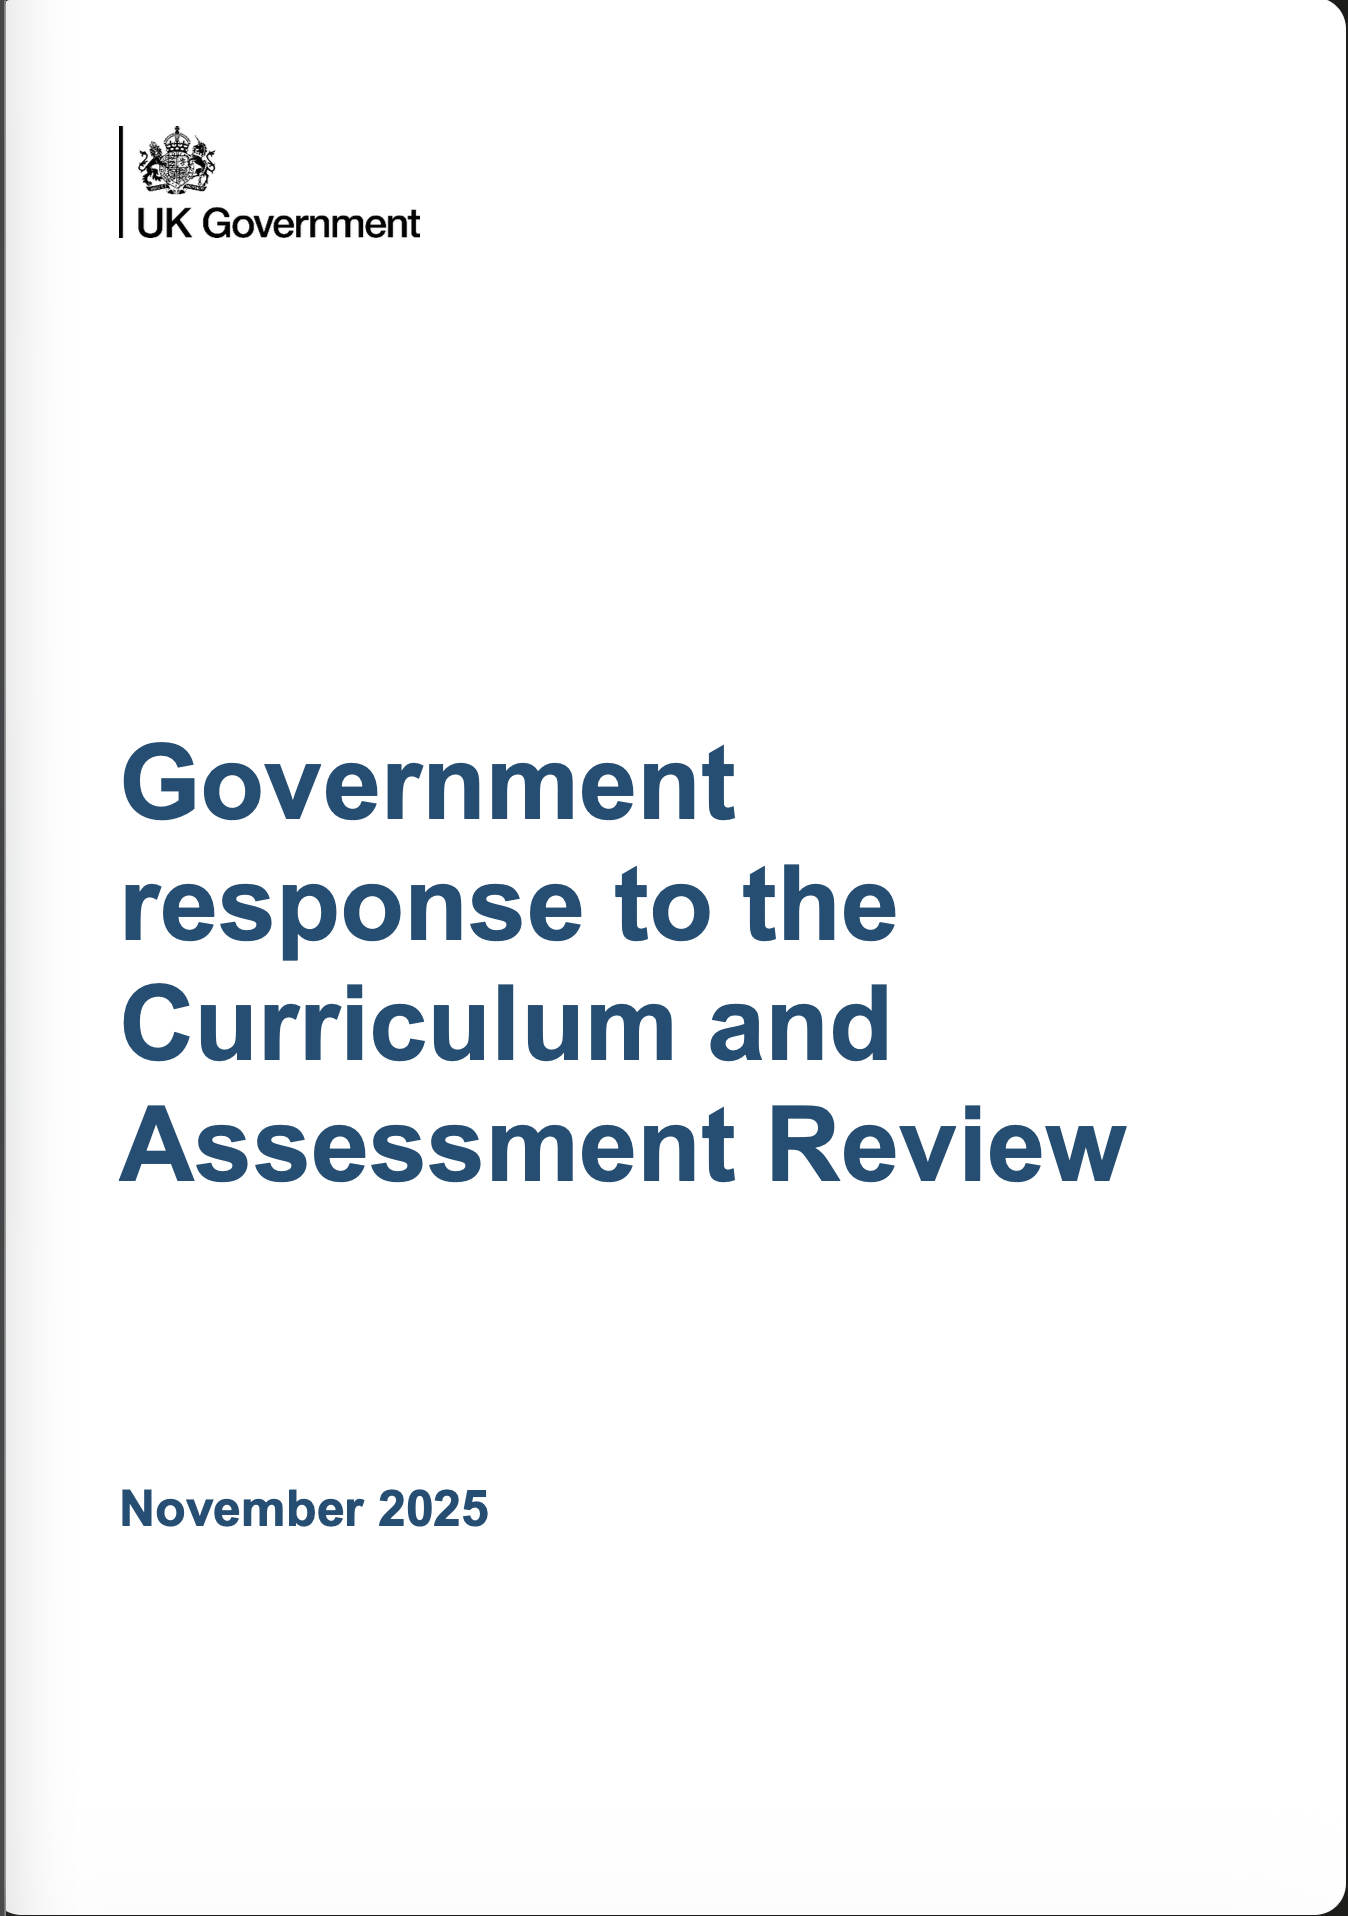 UK Government
Government
response to the
Curriculum and
Assessment Review
November 2025